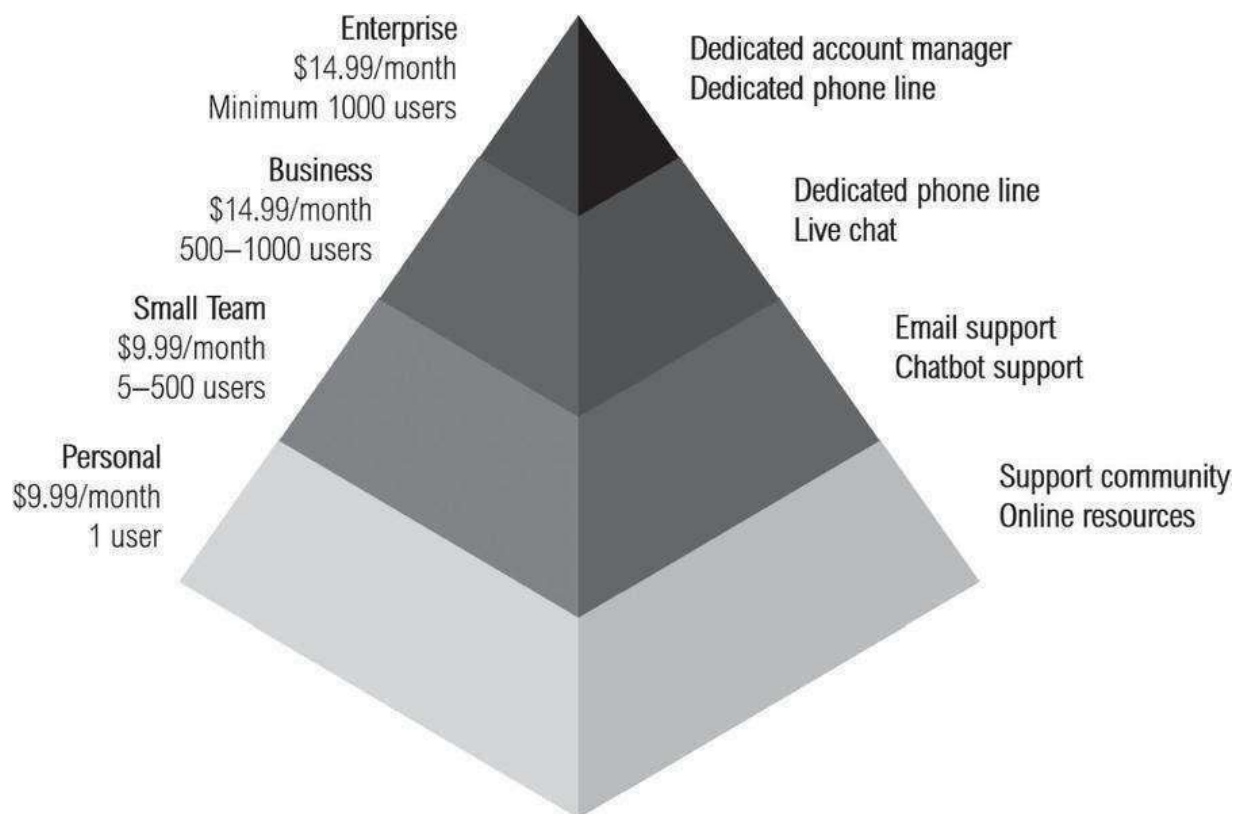 Enterprise
$14.99/month
Minimum 1000 users
Dedicated account manager
Dedicated phone line
Business
$14.99/month
500–1000 users
Dedicated phone line
Live chat
Small Team
$9.99/month
5–500 users
Email support
Chatbot support
Personal
$9.99/month
1 user
Support community
Online resources